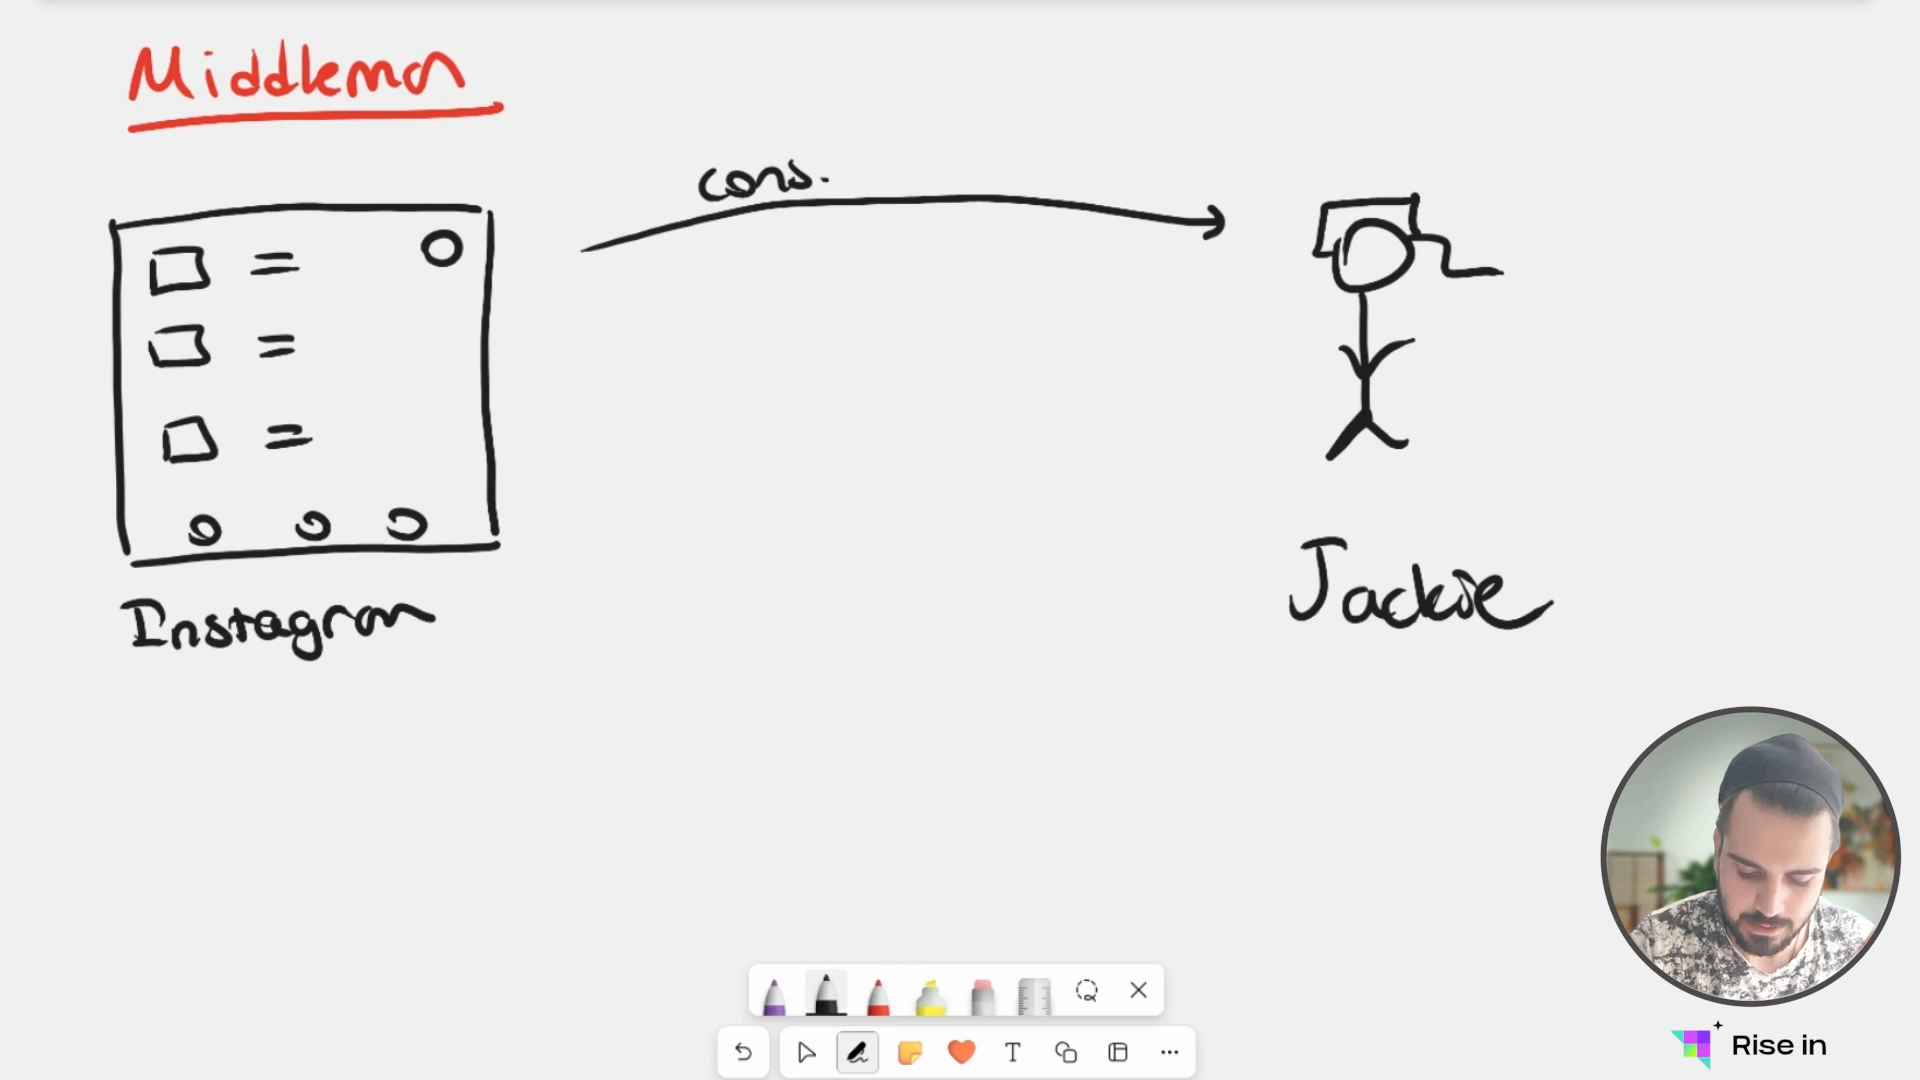 Middleman
cons.
Instagram
Jackie
T
Rise in